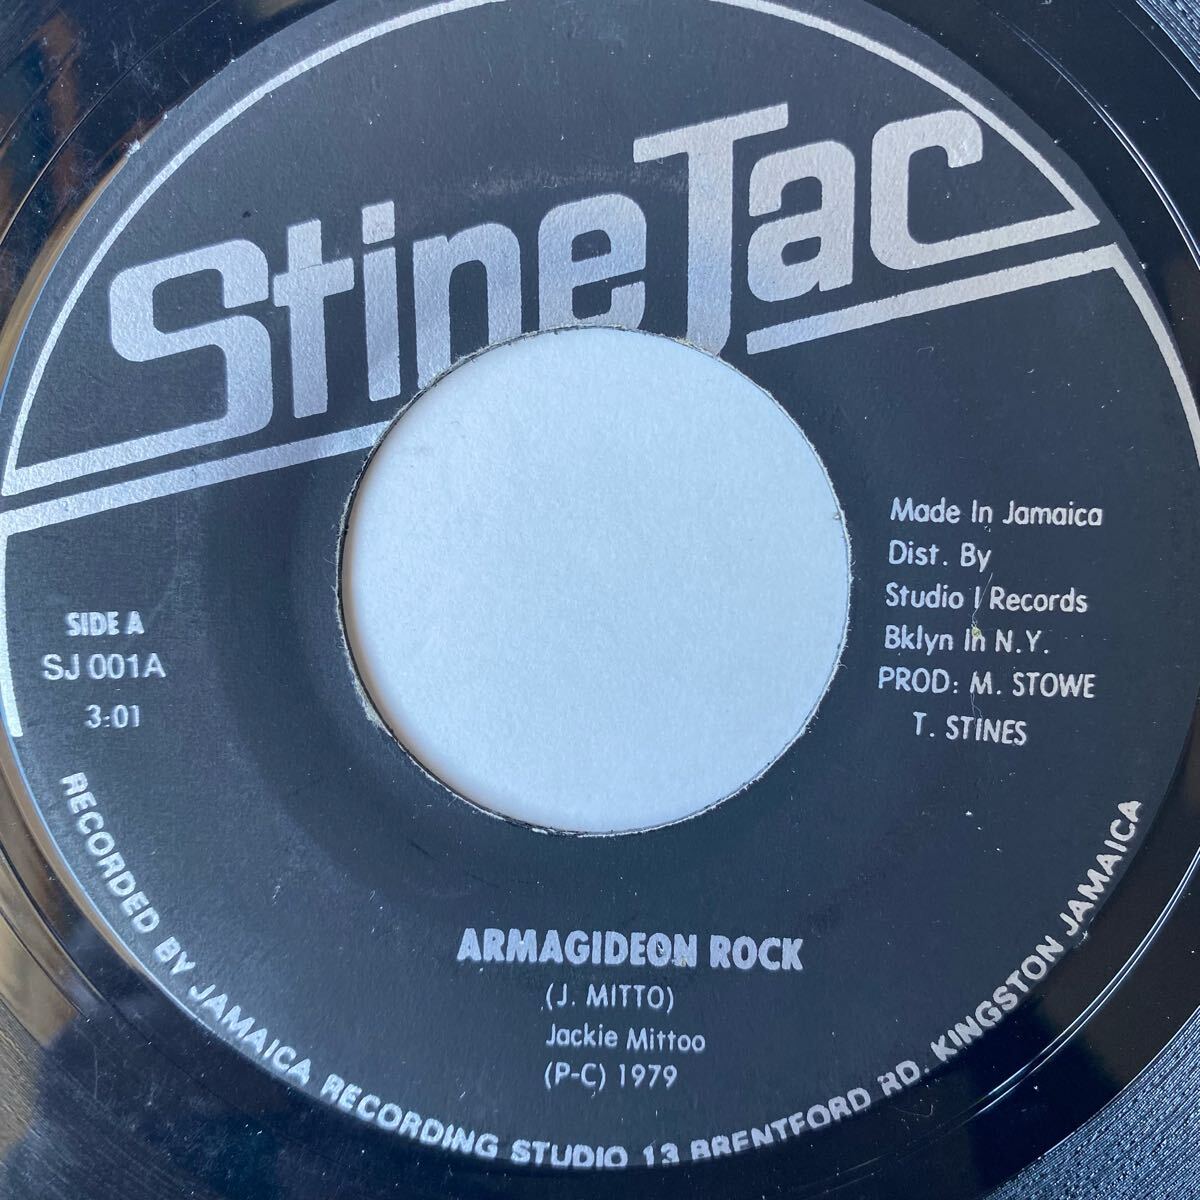 StineJac
Made In Jamaica
Dist. By
Studio I Records
Bklyn In N.Y.
PROD: M. STOWE
T. STINES
SIDE A
SJ 001A
3:01
ARMAGIDEON ROCK
(J. MITTO)
Jackie Mittoo
(P-C) 1979
RECORDED BY JAMAICA RECORDING STUDIO 13 BRENTFORD RD. KINGSTON JAMAICA